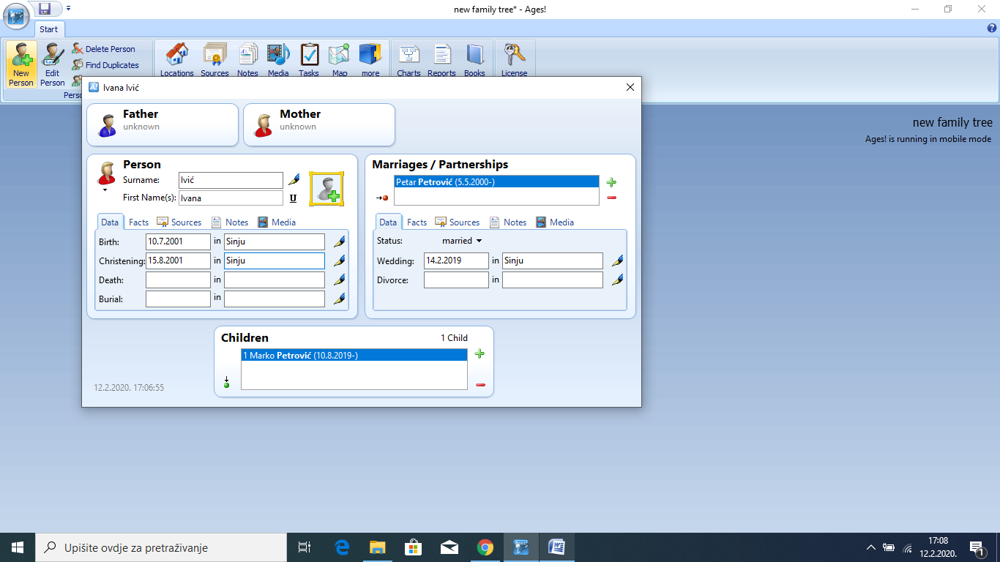 new family tree* - Ages!
Start
New Person
Edit Person
Delete Person
Find Duplicates
Locations
Sources
Notes
Media
Tasks
Map
more
Charts
Reports
Books
License
new family tree
Ages! is running in mobile mode
Ivana Ivić
Father
unknown
Mother
unknown
Person
Surname: Ivić
First Name(s): Ivana U
Data Facts Sources Notes Media
Birth: 10.7.2001 in Sinju
Christening: 15.8.2001 in Sinju
Death: in
Burial: in
Marriages / Partnerships
Petar Petrović (5.5.2000-)
Data Facts Sources Notes Media
Status: married
Wedding: 14.2.2019 in Sinju
Divorce: in
Children 1 Child
1 Marko Petrović (10.8.2019-)
12.2.2020. 17:06:55
Upišite ovdje za pretraživanje
17:08
12.2.2020.
1